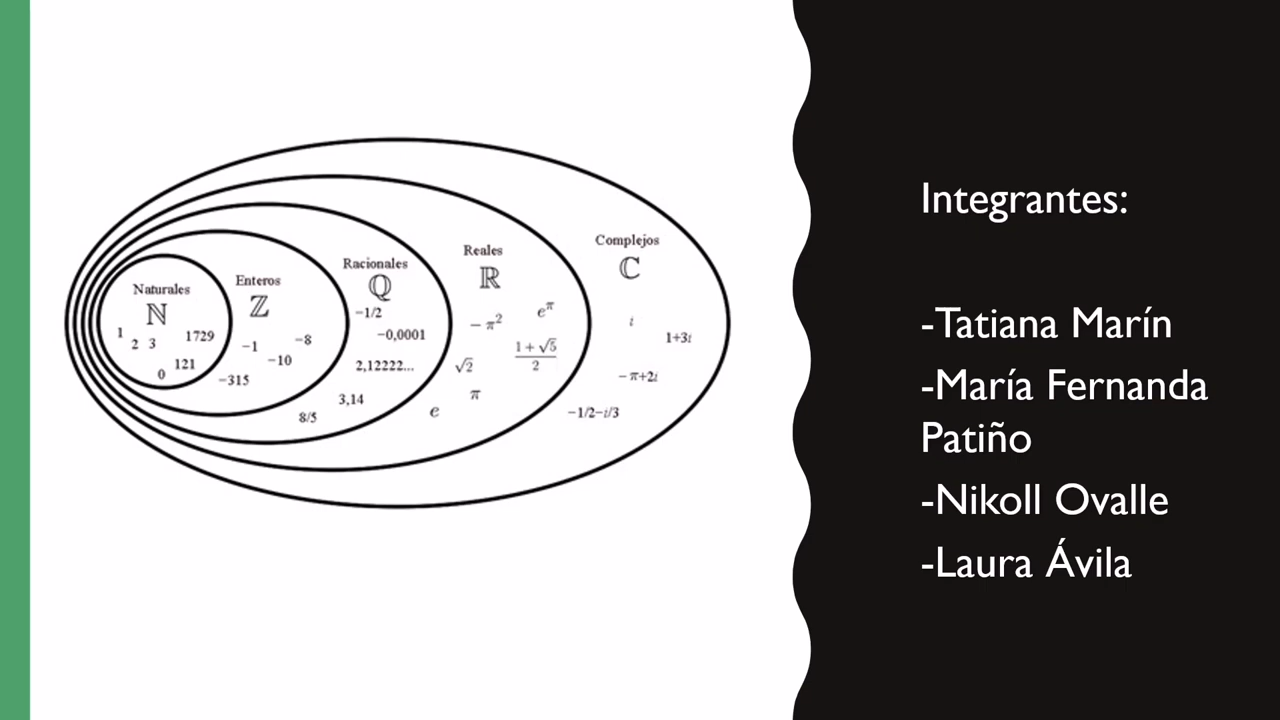 Naturales
ℕ
1
2 3
1729
121
0
Enteros
ℤ
−1
−8
−10
−315
Racionales
ℚ
−1/2
−0,0001
2,12222...
3,14
8/5
Reales
ℝ
− π²
e^π
√2
(1 + √5)/2
π
e
Complejos
ℂ
i
1+3i
− π+2i
−1/2−i/3
Integrantes:
-Tatiana Marín
-María Fernanda
Patiño
-Nikoll Ovalle
-Laura Ávila